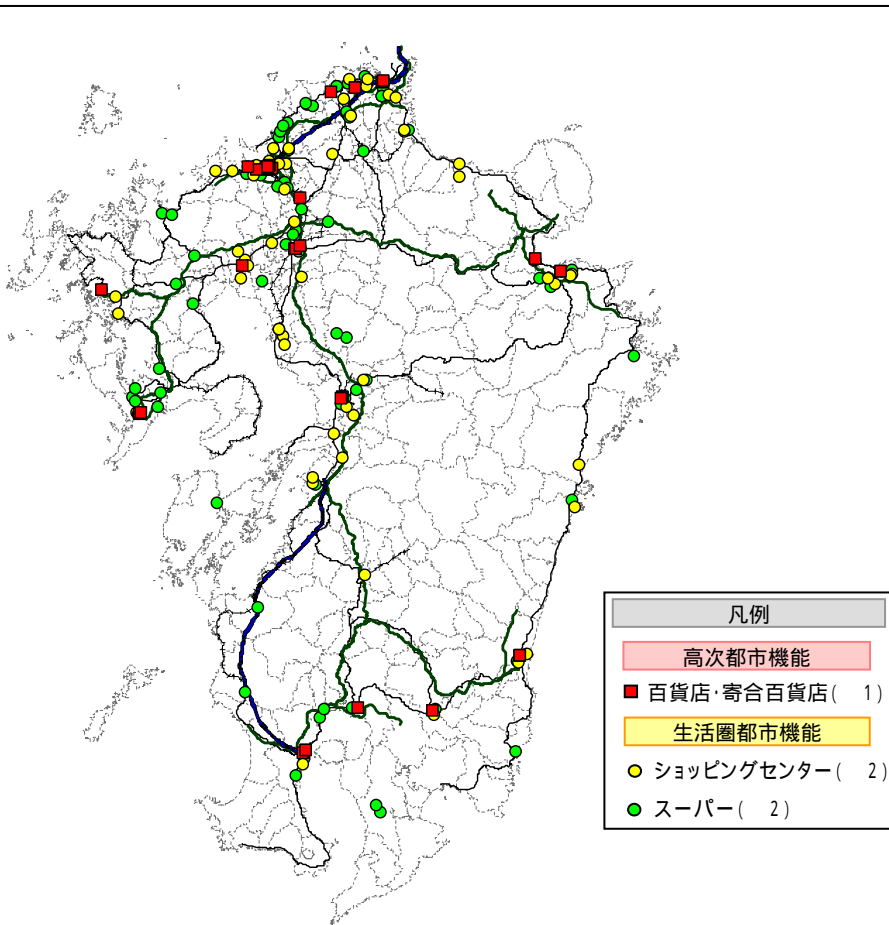 凡例
高次都市機能
百貨店･寄合百貨店( 1)
生活圏都市機能
ショッピングセンター( 2)
スーパー( 2)